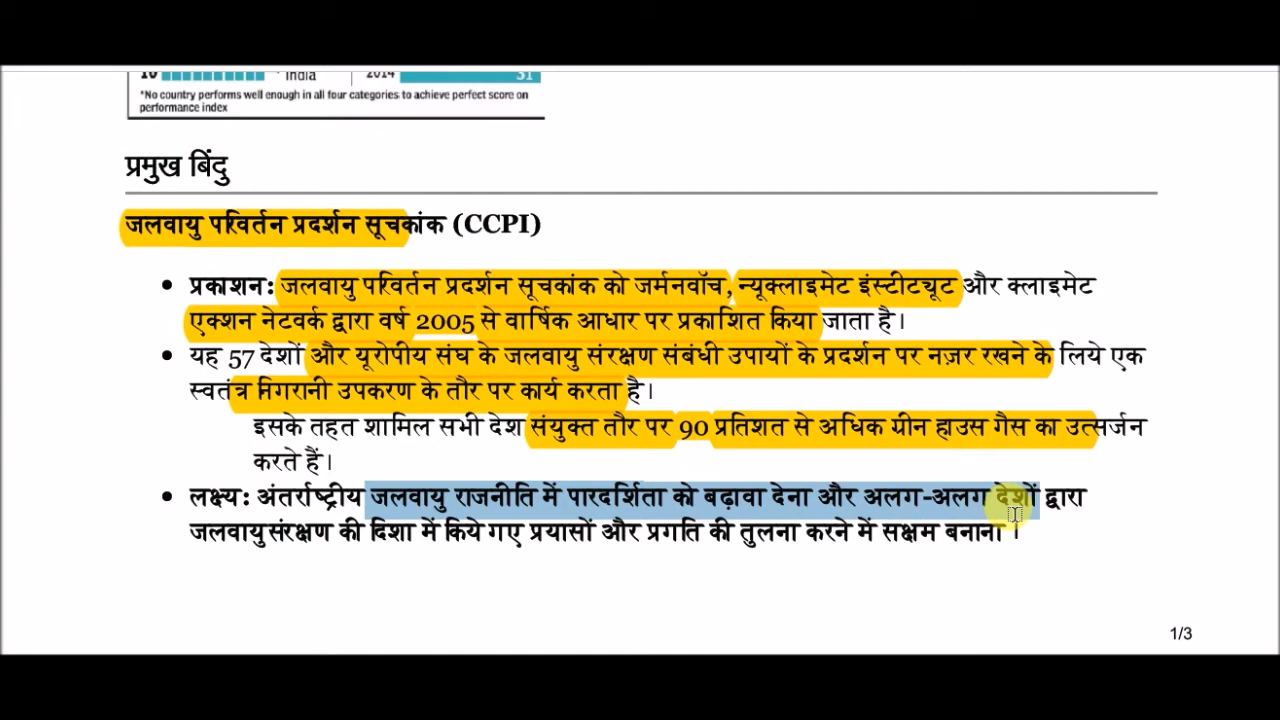 10 * India 2014 31
*No country performs well enough in all four categories to achieve perfect score on
performance index
प्रमुख बिंदु
जलवायु परिवर्तन प्रदर्शन सूचकांक (CCPI)
• प्रकाशन: जलवायु परिवर्तन प्रदर्शन सूचकांक को जर्मनवॉच, न्यूक्लाइमेट इंस्टीट्यूट और क्लाइमेट
एक्शन नेटवर्क द्वारा वर्ष 2005 से वार्षिक आधार पर प्रकाशित किया जाता है।
• यह 57 देशों और यूरोपीय संघ के जलवायु संरक्षण संबंधी उपायों के प्रदर्शन पर नज़र रखने के लिये एक
स्वतंत्र निगरानी उपकरण के तौर पर कार्य करता है।
इसके तहत शामिल सभी देश संयुक्त तौर पर 90 प्रतिशत से अधिक ग्रीन हाउस गैस का उत्सर्जन
करते हैं।
• लक्ष्य: अंतर्राष्ट्रीय जलवायु राजनीति में पारदर्शिता को बढ़ावा देना और अलग-अलग देशों द्वारा
जलवायु संरक्षण की दिशा में किये गए प्रयासों और प्रगति की तुलना करने में सक्षम बनाना ।
1/3